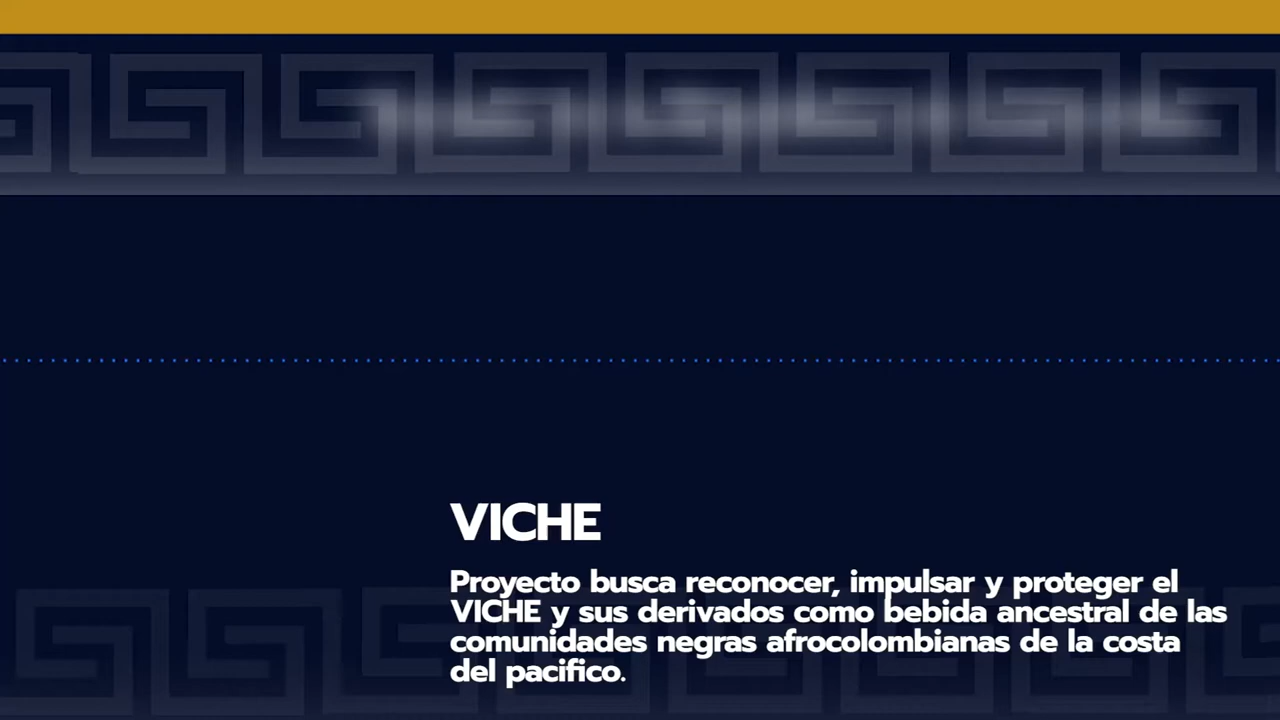 VICHE
Proyecto busca reconocer, impulsar y proteger el
VICHE y sus derivados como bebida ancestral de las
comunidades negras afrocolombianas de la costa
del pacifico.